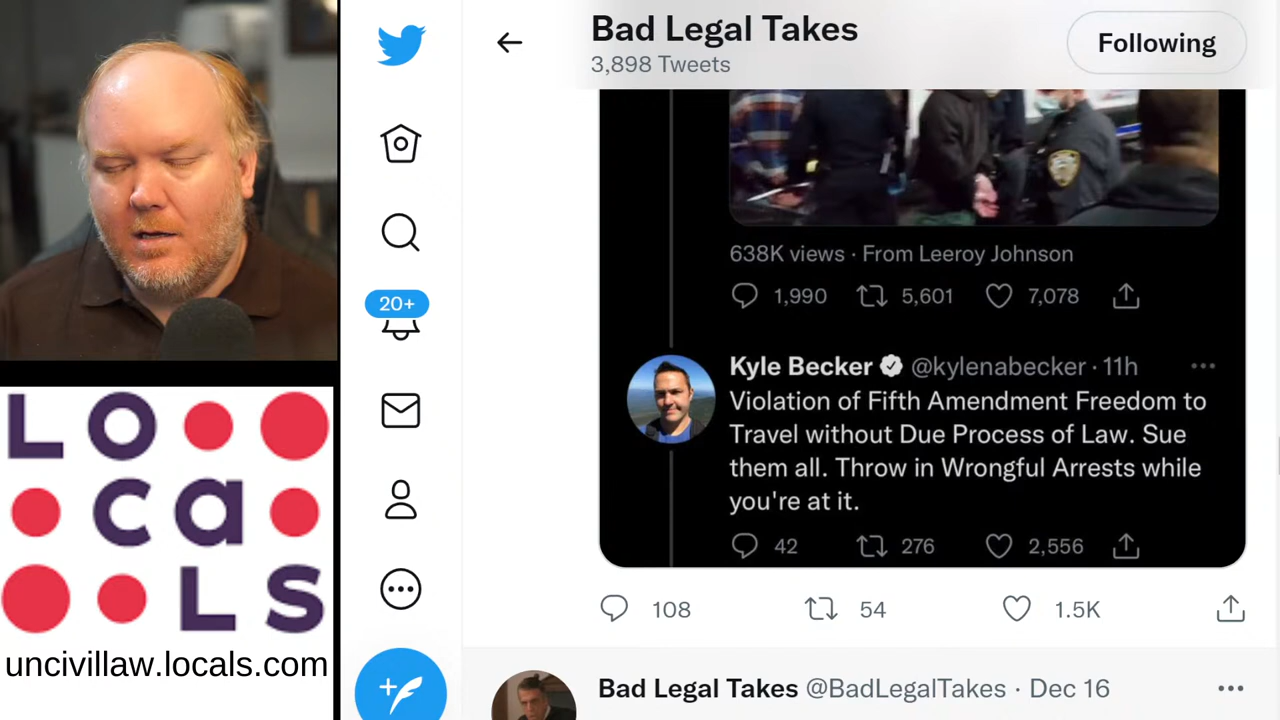 Bad Legal Takes
3,898 Tweets
Following
20+
638K views · From Leeroy Johnson
1,990 5,601 7,078
Kyle Becker @kylenabecker · 11h
Violation of Fifth Amendment Freedom to
Travel without Due Process of Law. Sue
them all. Throw in Wrongful Arrests while
you're at it.
42 276 2,556
108 54 1.5K
Bad Legal Takes @BadLegalTakes · Dec 16
LO
ca
LS
uncivillaw.locals.com